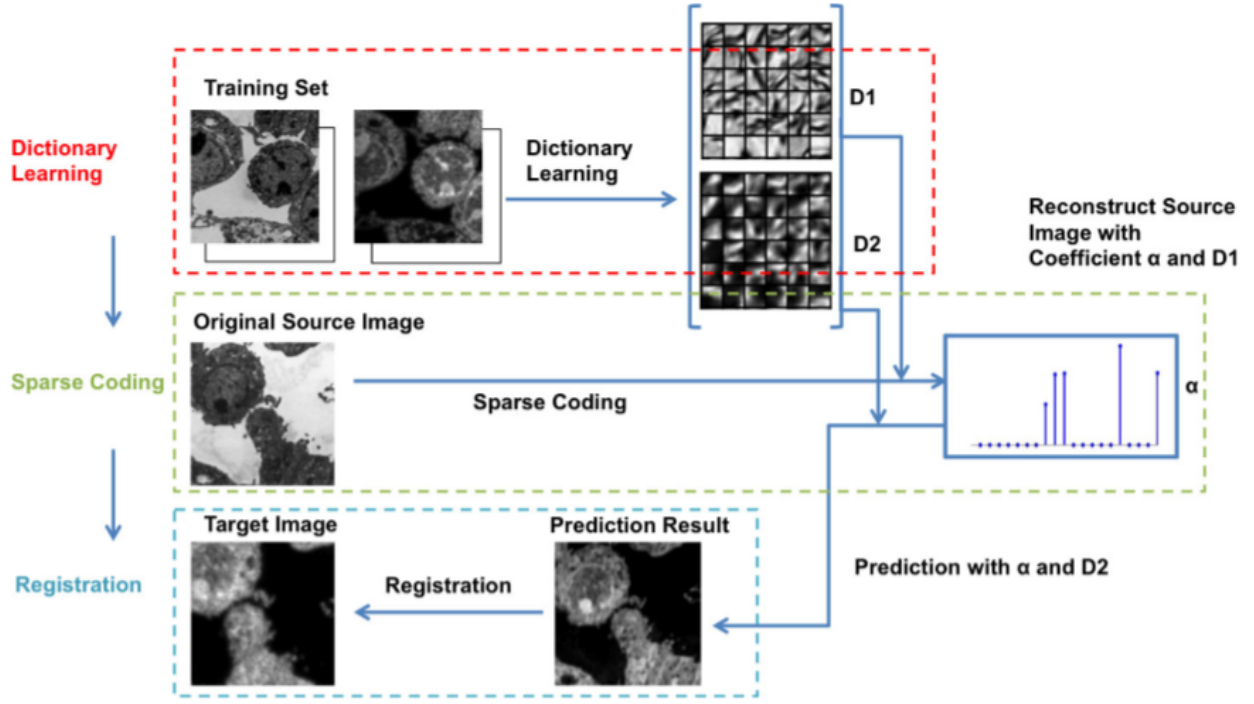 Training Set
Dictionary
Learning
Dictionary
Learning
D1
D2
Reconstruct Source
Image with
Coefficient α and D1
Original Source Image
Sparse Coding
Sparse Coding
α
Target Image
Prediction Result
Registration
Registration
Prediction with α and D2